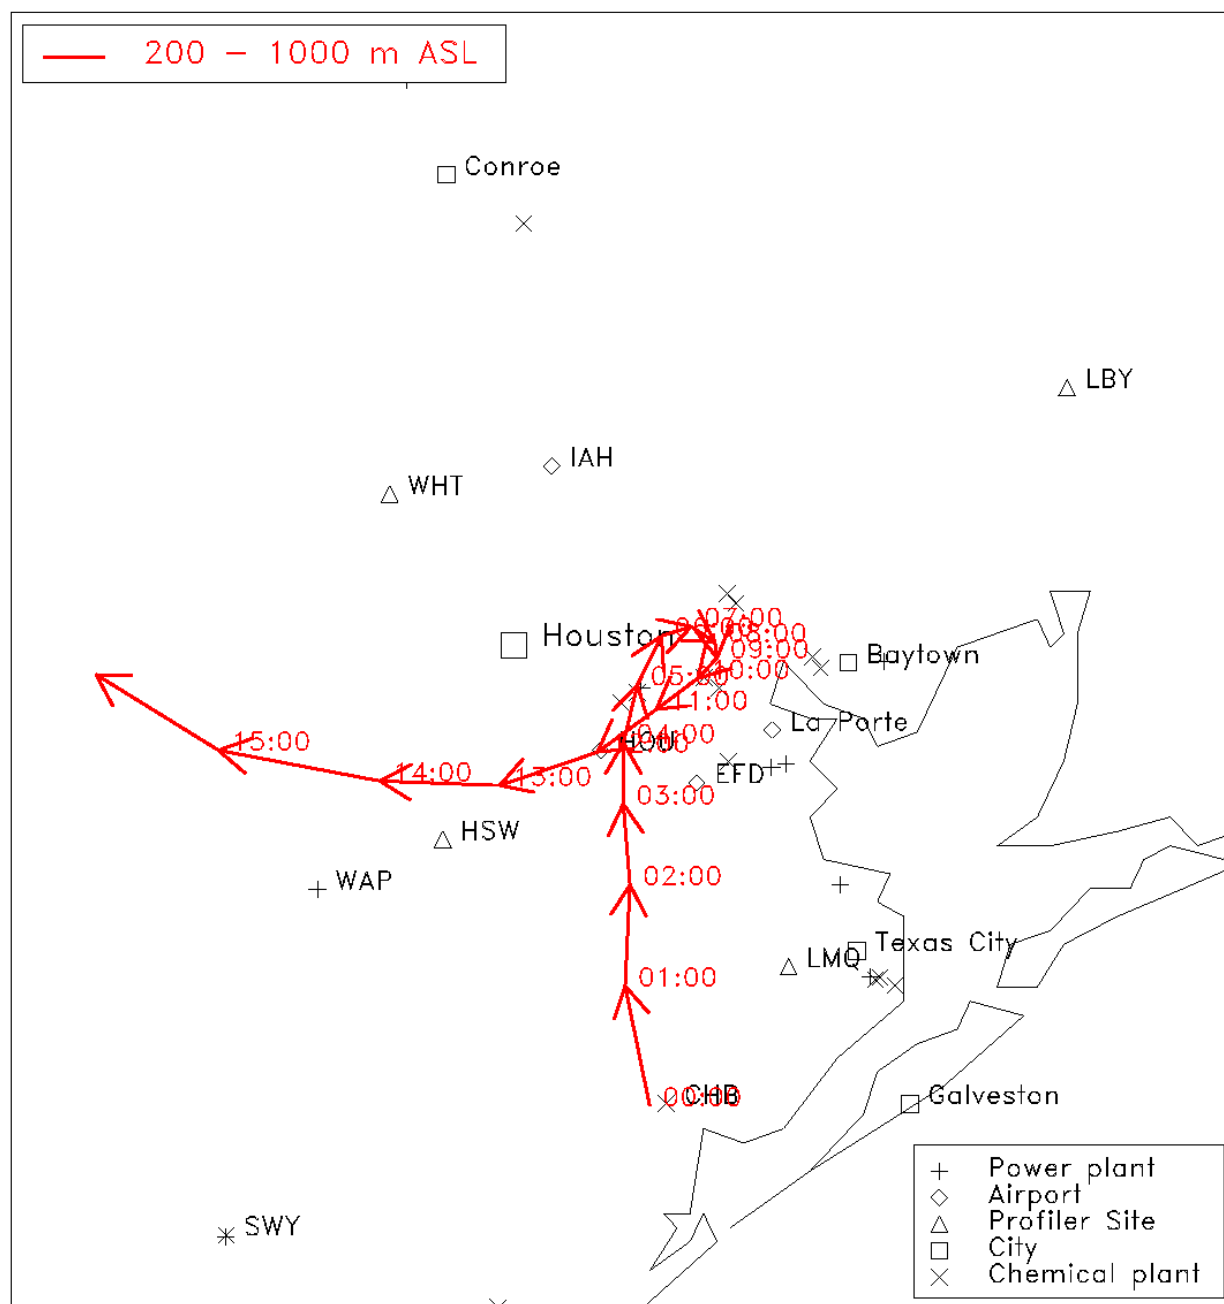 200 – 1000 m ASL
Conroe
LBY
IAH
WHT
07:00
06:00
08:00
Houston
09:00
Baytown
10:00
05:00
11:00
La Porte
04:00
HOU
15:00
14:00
13:00
EFD
03:00
HSW
WAP
02:00
Texas City
LMQ
01:00
00:00
CHB
Galveston
Power plant
Airport
Profiler Site
City
Chemical plant
SWY